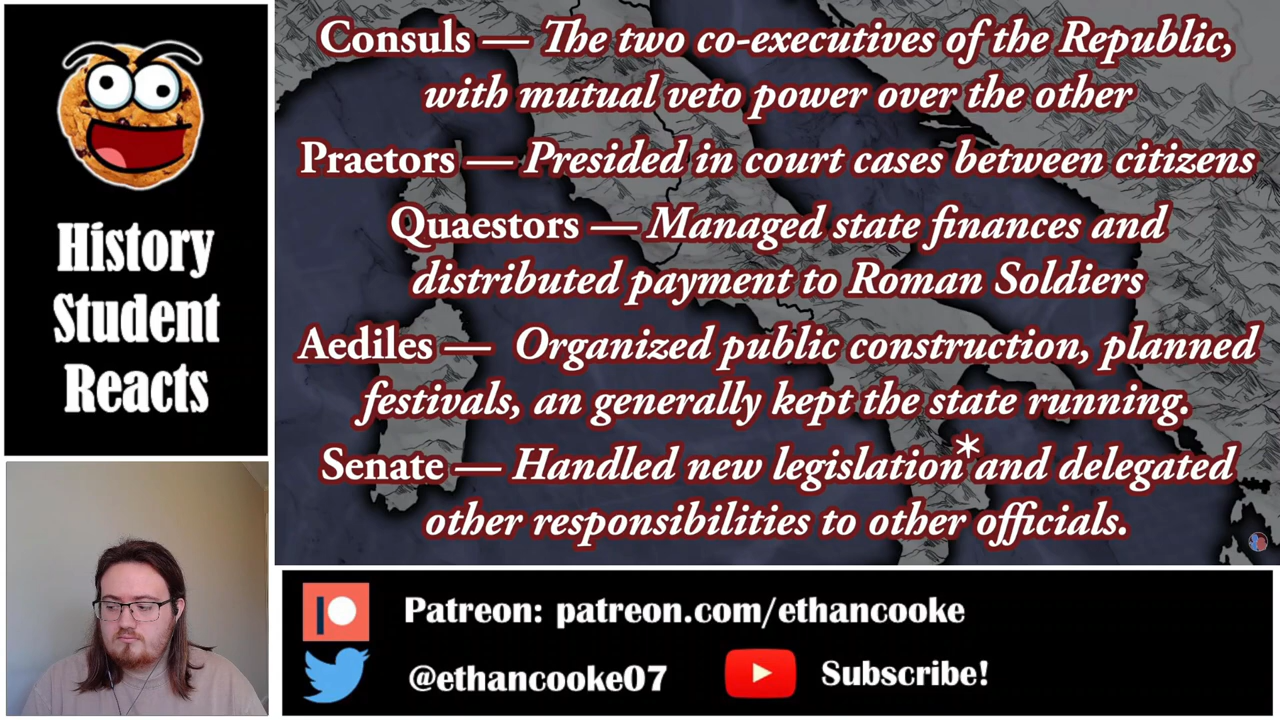 History
Student
Reacts
Consuls — The two co-executives of the Republic,
with mutual veto power over the other
Praetors — Presided in court cases between citizens
Quaestors — Managed state finances and
distributed payment to Roman Soldiers
Aediles — Organized public construction, planned
festivals, an generally kept the state running.
Senate — Handled new legislation* and delegated
other responsibilities to other officials.
Patreon: patreon.com/ethancooke
@ethancooke07 Subscribe!